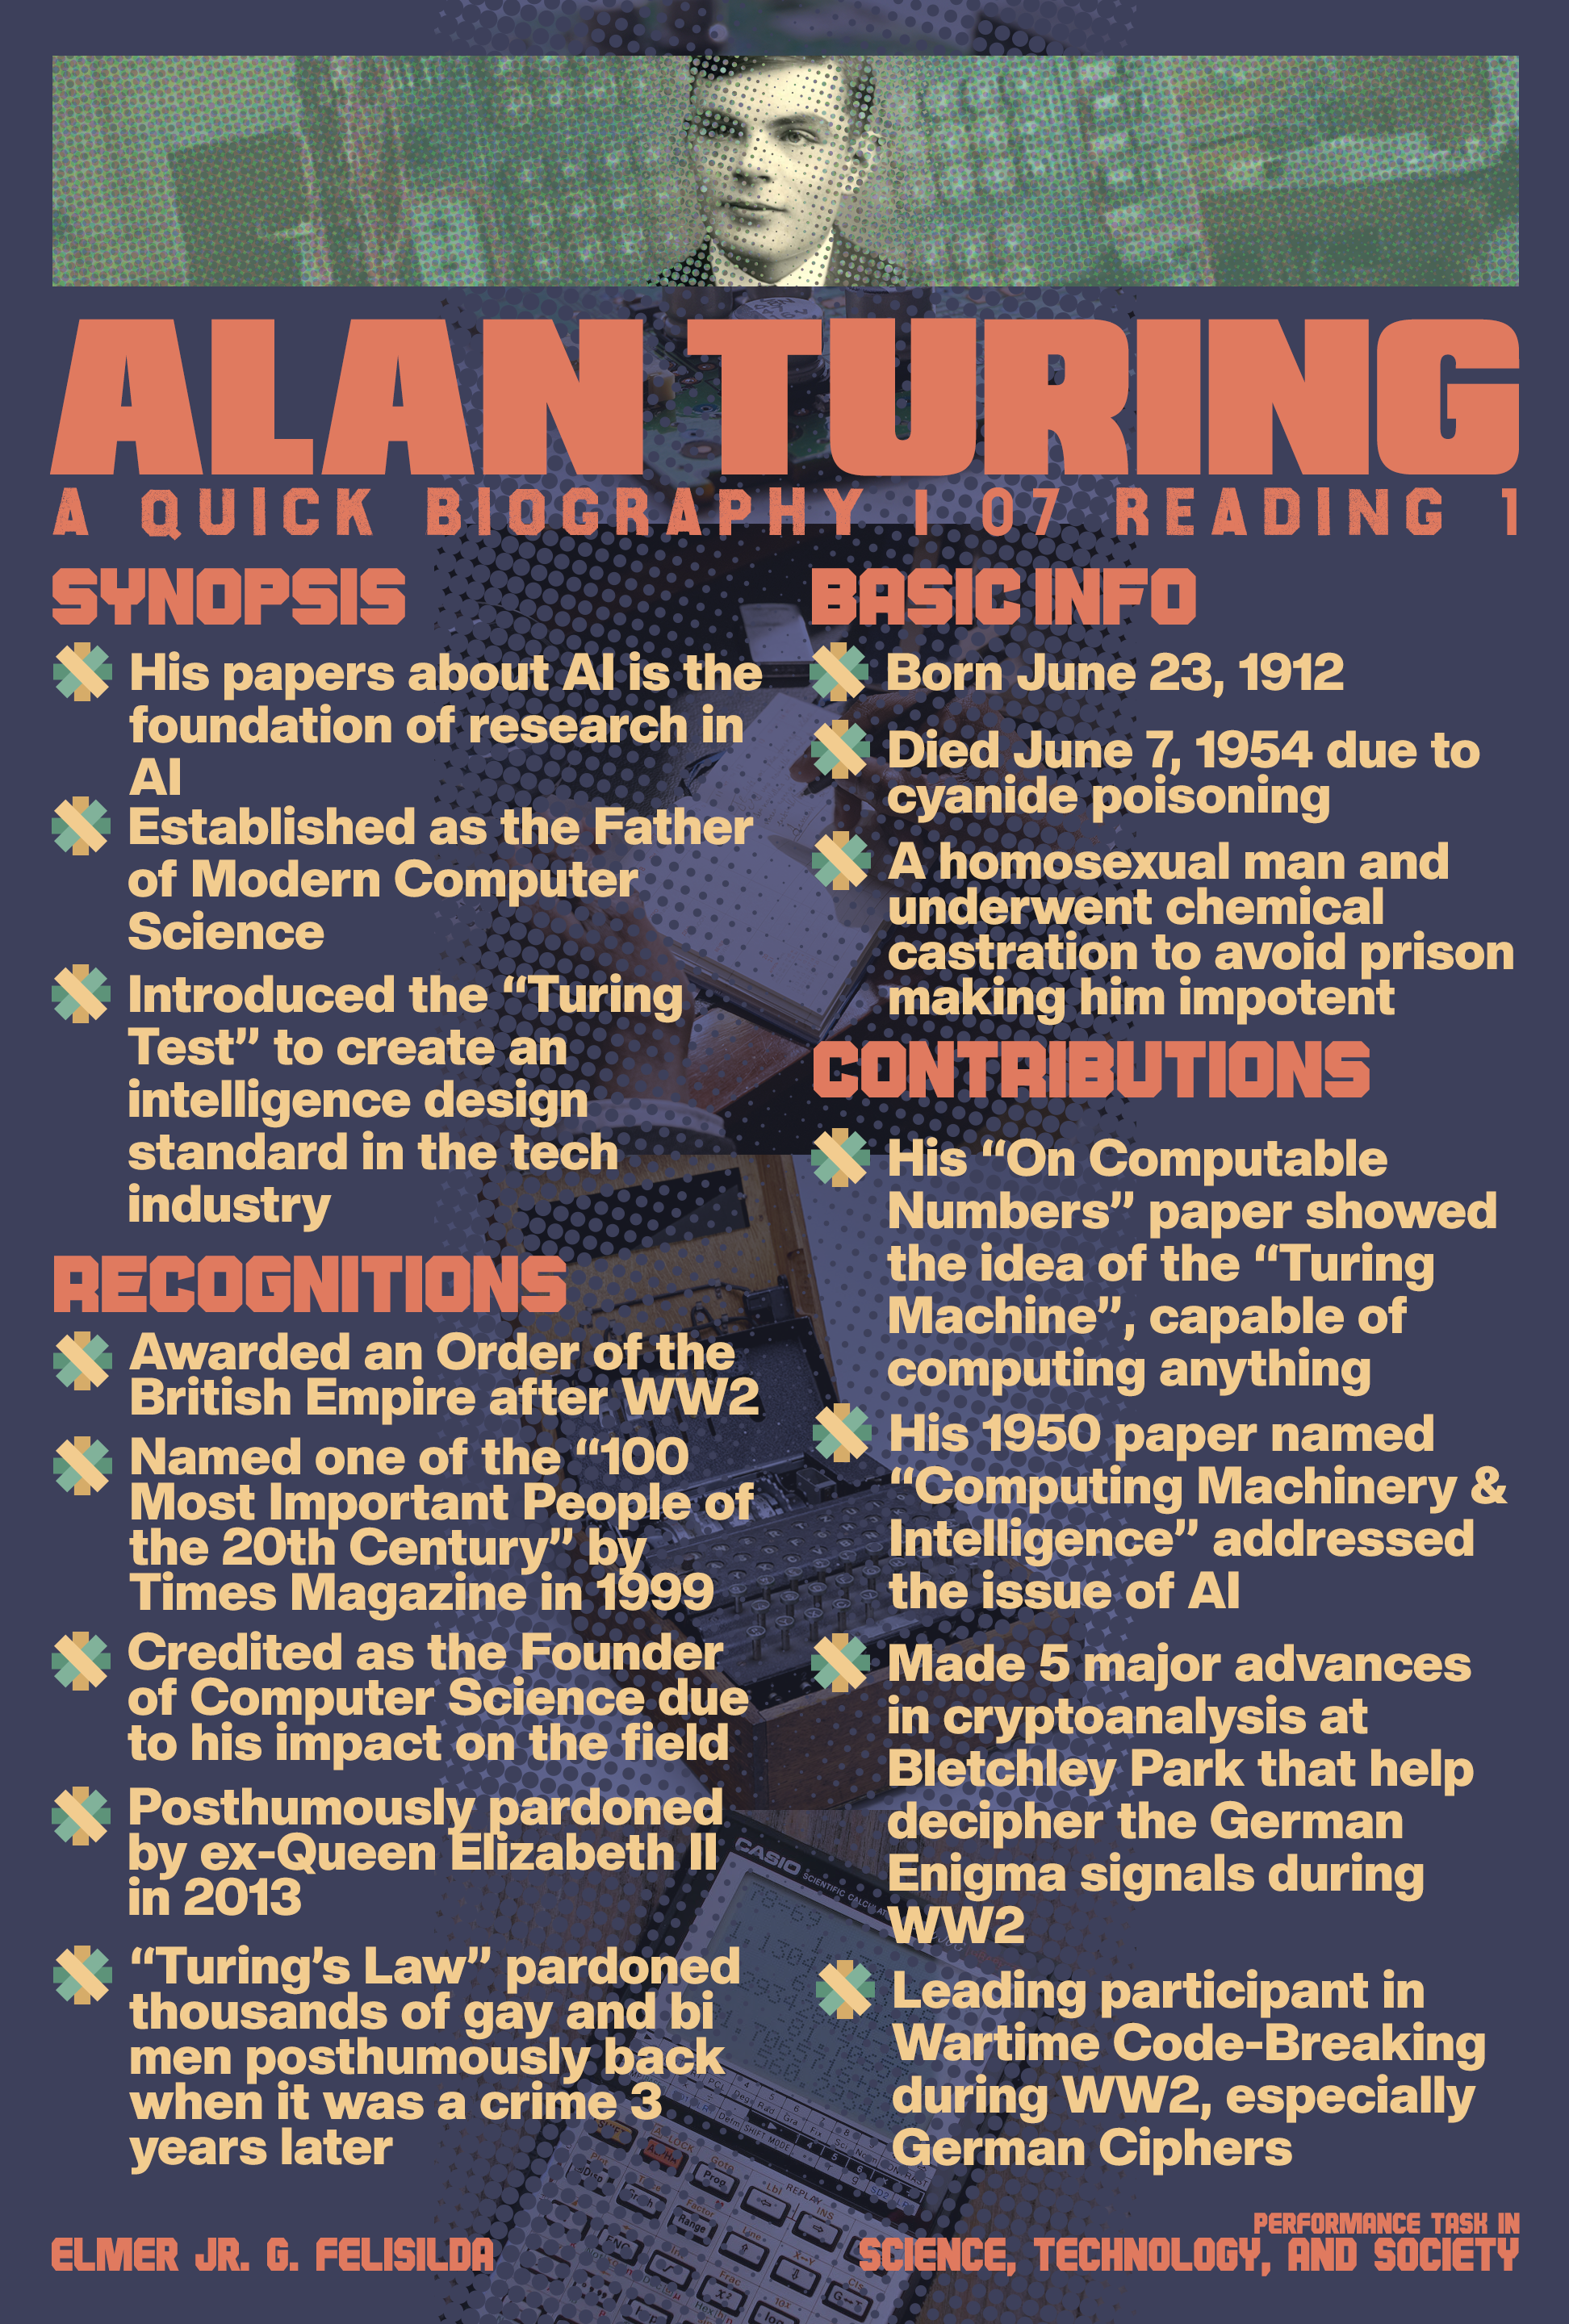 ALAN TURING
A QUICK BIOGRAPHY | 07 READING 1
SYNOPSIS
His papers about AI is the
foundation of research in
AI
Established as the Father
of Modern Computer
Science
Introduced the “Turing
Test” to create an
intelligence design
standard in the tech
industry
RECOGNITIONS
Awarded an Order of the
British Empire after WW2
Named one of the “100
Most Important People of
the 20th Century” by
Times Magazine in 1999
Credited as the Founder
of Computer Science due
to his impact on the field
Posthumously pardoned
by ex-Queen Elizabeth II
in 2013
“Turing’s Law” pardoned
thousands of gay and bi
men posthumously back
when it was a crime 3
years later
BASIC INFO
Born June 23, 1912
Died June 7, 1954 due to
cyanide poisoning
A homosexual man and
underwent chemical
castration to avoid prison
making him impotent
CONTRIBUTIONS
His “On Computable
Numbers” paper showed
the idea of the “Turing
Machine”, capable of
computing anything
His 1950 paper named
“Computing Machinery &
Intelligence” addressed
the issue of AI
Made 5 major advances
in cryptoanalysis at
Bletchley Park that help
decipher the German
Enigma signals during
WW2
Leading participant in
Wartime Code-Breaking
during WW2, especially
German Ciphers
CASIO
REPLAY
Prog
Range
ELMER JR. G. FELISILDA
PERFORMANCE TASK IN
SCIENCE, TECHNOLOGY, AND SOCIETY